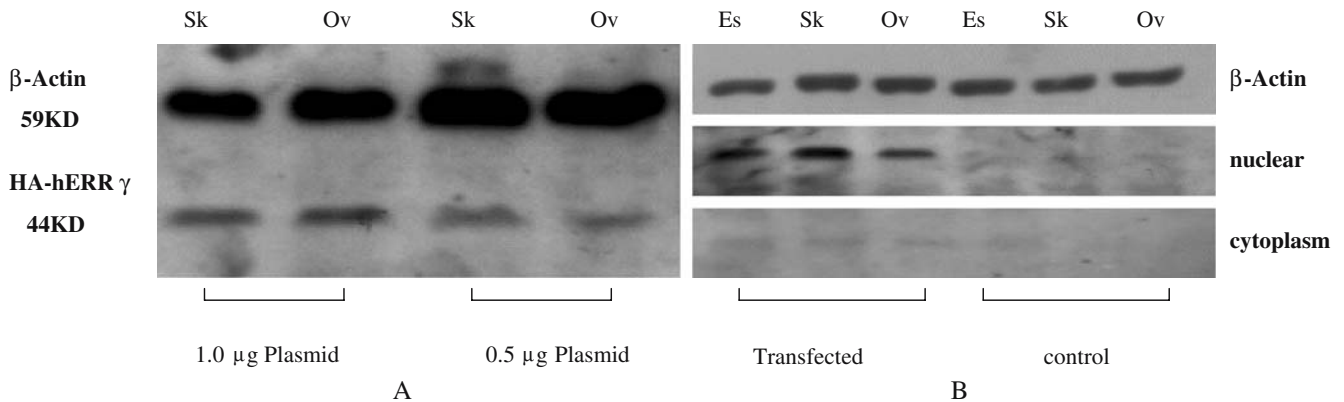 Sk Ov Sk Ov Es Sk Ov Es Sk Ov
β-Actin
59KD
HA-hERR γ
44KD
β-Actin
nuclear
cytoplasm
1.0 µg Plasmid 0.5 µg Plasmid Transfected control
A B